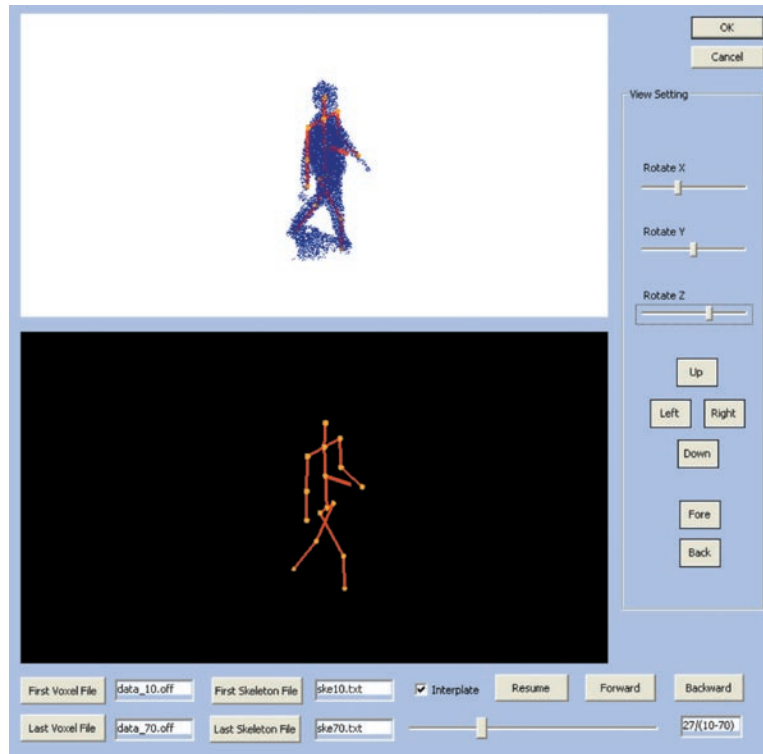 OK
Cancel
View Setting
Rotate X
Rotate Y
Rotate Z
Up
Left Right
Down
Fore
Back
First Voxel File data_10.off First Skeleton File ske10.txt Interplate Resume Forward Backward
Last Voxel File data_70.off Last Skeleton File ske70.txt 27/(10-70)